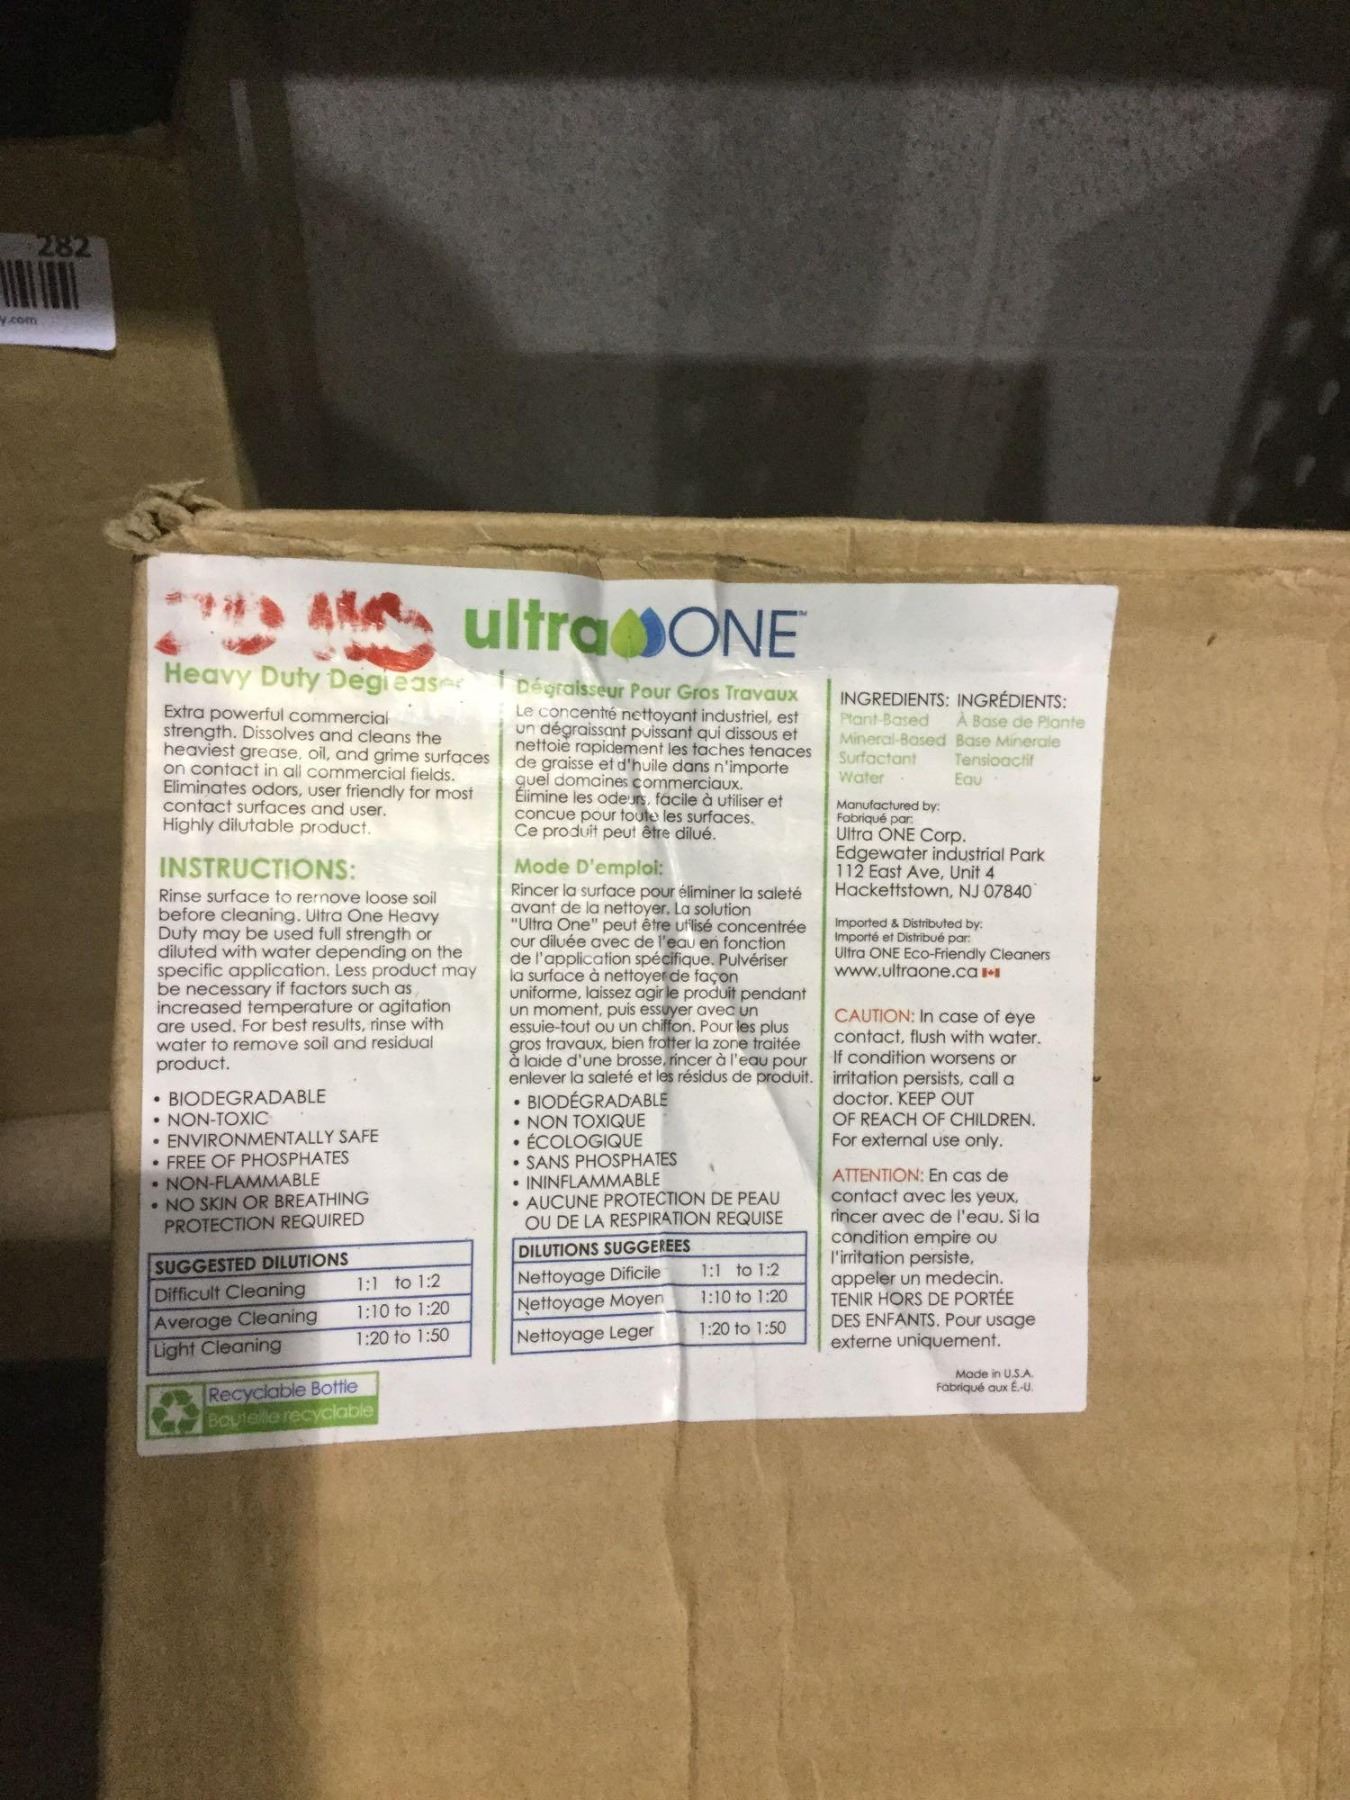 282
y.com
ultra ONE™
Heavy Duty Degreaser
Extra powerful commercial
strength. Dissolves and cleans the
heaviest grease, oil, and grime surfaces
on contact in all commercial fields.
Eliminates odors, user friendly for most
contact surfaces and user.
Highly dilutable product.
INSTRUCTIONS:
Rinse surface to remove loose soil
before cleaning. Ultra One Heavy
Duty may be used full strength or
diluted with water depending on the
specific application. Less product may
be necessary if factors such as
increased temperature or agitation
are used. For best results, rinse with
water to remove soil and residual
product.
• BIODEGRADABLE
• NON-TOXIC
• ENVIRONMENTALLY SAFE
• FREE OF PHOSPHATES
• NON-FLAMMABLE
• NO SKIN OR BREATHING
PROTECTION REQUIRED
SUGGESTED DILUTIONS
Difficult Cleaning 1:1 to 1:2
Average Cleaning 1:10 to 1:20
Light Cleaning 1:20 to 1:50
Recyclable Bottle
Bouteille recyclable
Dégraisseur Pour Gros Travaux
Le concentré nettoyant industriel, est
un dégraissant puissant qui dissous et
nettoie rapidement les taches tenaces
de graisse et d'huile dans n'importe
quel domaines commerciaux.
Élimine les odeurs, facile à utiliser et
concue pour toute les surfaces.
Ce produit peut être dilué.
Mode D'emploi:
Rincer la surface pour éliminer la saleté
avant de la nettoyer. La solution
"Ultra One" peut être utilisé concentrée
our diluée avec de l'eau en fonction
de l'application spécifique. Pulvériser
la surface à nettoyer de façon
uniforme, laissez agir le produit pendant
un moment, puis essuyer avec un
essuie-tout ou un chiffon. Pour les plus
gros travaux, bien frotter la zone traitée
à laide d'une brosse, rincer à l'eau pour
enlever la saleté et les résidus de produit.
• BIODÉGRADABLE
• NON TOXIQUE
• ÉCOLOGIQUE
• SANS PHOSPHATES
• ININFLAMMABLE
• AUCUNE PROTECTION DE PEAU
OU DE LA RESPIRATION REQUISE
DILUTIONS SUGGEREES
Nettoyage Dificile 1:1 to 1:2
Nettoyage Moyen 1:10 to 1:20
Nettoyage Leger 1:20 to 1:50
INGREDIENTS: INGRÉDIENTS:
Plant-Based À Base de Plante
Mineral-Based Base Minerale
Surfactant Tensioactif
Water Eau
Manufactured by:
Fabriqué par:
Ultra ONE Corp.
Edgewater industrial Park
112 East Ave, Unit 4
Hackettstown, NJ 07840
Imported & Distributed by:
Importé et Distribué par:
Ultra ONE Eco-Friendly Cleaners
www.ultraone.ca
CAUTION: In case of eye
contact, flush with water.
If condition worsens or
irritation persists, call a
doctor. KEEP OUT
OF REACH OF CHILDREN.
For external use only.
ATTENTION: En cas de
contact avec les yeux,
rincer avec de l'eau. Si la
condition empire ou
l'irritation persiste,
appeler un medecin.
TENIR HORS DE PORTÉE
DES ENFANTS. Pour usage
externe uniquement.
Made in U.S.A.
Fabriqué aux É.-U.